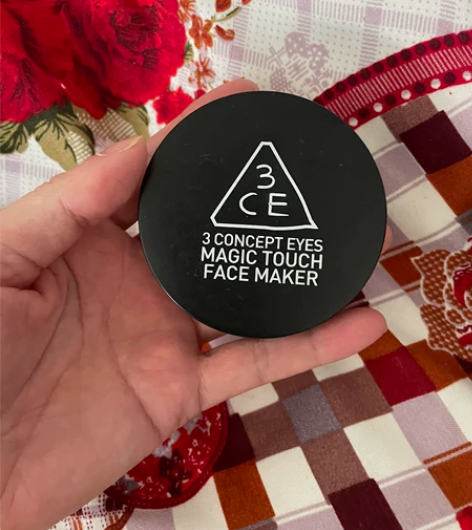 3
CE
3 CONCEPT EYES
MAGIC TOUCH
FACE MAKER